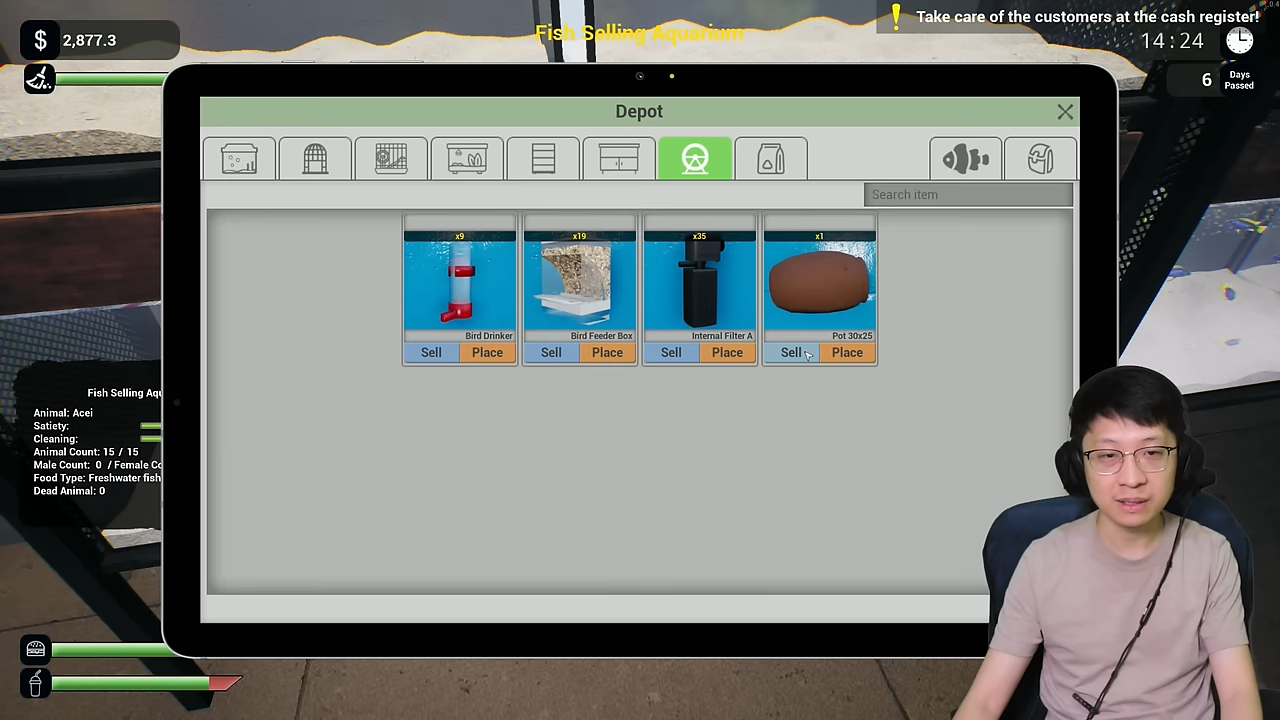 $ 2,877.3
Fish Selling Aquarium
! Take care of the customers at the cash register!
14:24
6 Days Passed
Depot
Search item
x9
x19
x35
x1
Bird Drinker
Bird Feeder Box
Internal Filter A
Pot 30x25
Sell Place
Sell Place
Sell Place
Sell Place
Fish Selling Aqu
Animal: Acei
Satiety:
Cleaning:
Animal Count: 15 / 15
Male Count: 0 / Female Co
Food Type: Freshwater fish
Dead Animal: 0